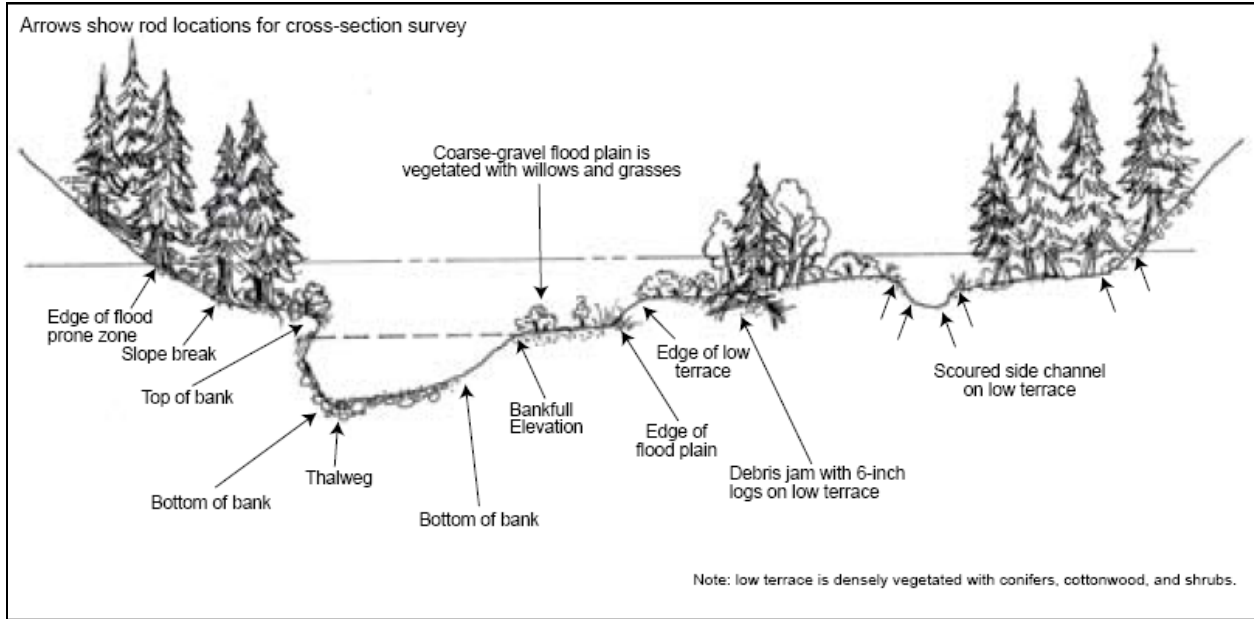 Arrows show rod locations for cross-section survey
Coarse-gravel flood plain is
vegetated with willows and grasses
Edge of flood
prone zone
Slope break
Top of bank
Bottom of bank
Thalweg
Bottom of bank
Bankfull
Elevation
Edge of low
terrace
Edge of
flood plain
Debris jam with 6-inch
logs on low terrace
Scoured side channel
on low terrace
Note: low terrace is densely vegetated with conifers, cottonwood, and shrubs.